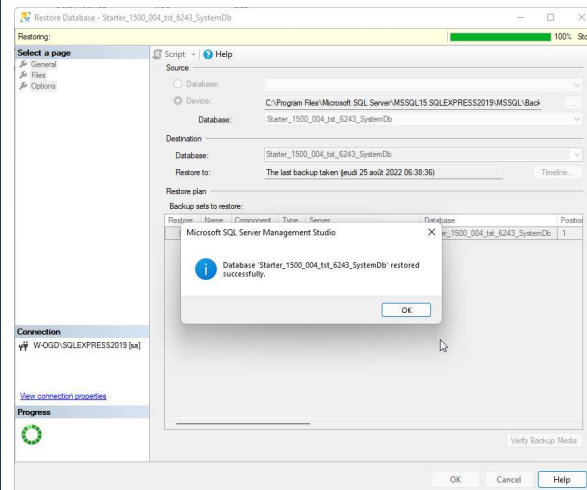 Restore Database - Starter_1500_004_tst_6243_SystemDb
Restoring:
100%
Select a page
General
Files
Options
Script
Help
Source
Database:
Device:
C:\Program Files\Microsoft SQL Server\MSSQL15.SQLEXPRESS2019\MSSQL\Back
...
Database:
Starter_1500_004_tst_6243_SystemDb
Destination
Database:
Starter_1500_004_tst_6243_SystemDb
Restore to:
The last backup taken (jeudi 25 août 2022 06:38:36)
Timeline...
Restore plan
Backup sets to restore:
Restore Name Component Type Server Database Position
er_1500_004_tst_6243_SystemDb 1
Microsoft SQL Server Management Studio
Database 'Starter_1500_004_tst_6243_SystemDb' restored
successfully.
OK
Connection
W-OGD\SQLEXPRESS2019 [sa]
View connection properties
Progress
Verify Backup Media
OK Cancel Help